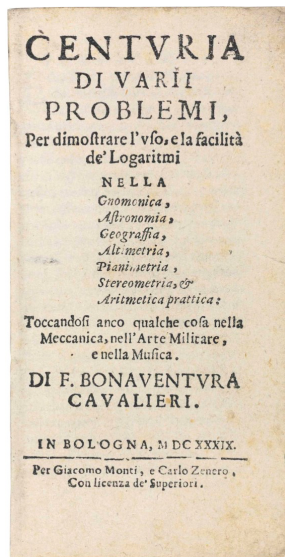 CENTVRIA
DI VARII
PROBLEMI,
Per dimoſtrare l'vſo, e la facilità
de' Logaritmi
NELLA
Gnomonica,
Aſtronomia,
Geograffia,
Altimetria,
Pianimetria,
Stereometria, &
Aritmetica prattica:
Toccandoſi anco qualche coſa nella
Meccanica, nell'Arte Militare,
e nella Muſica.
DI F. BONAVENTVRA
CAVALIERI.
IN BOLOGNA, M DC XXXIX.
Per Giacomo Monti, e Carlo Zenero,
Con licenza de' Superiori.